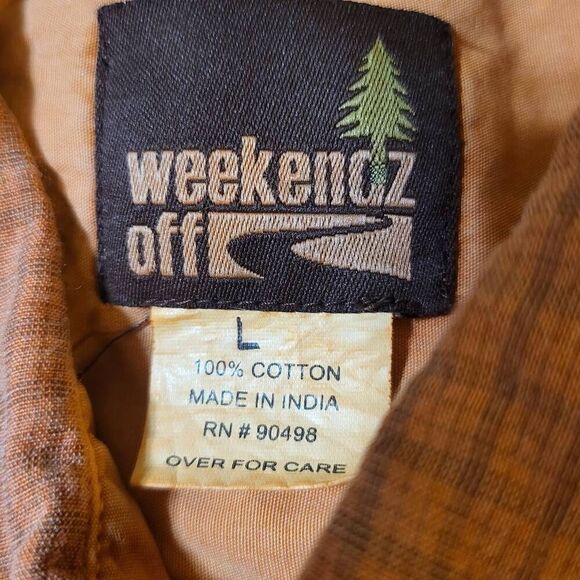 weekendz
off
L
100% COTTON
MADE IN INDIA
RN # 90498
OVER FOR CARE